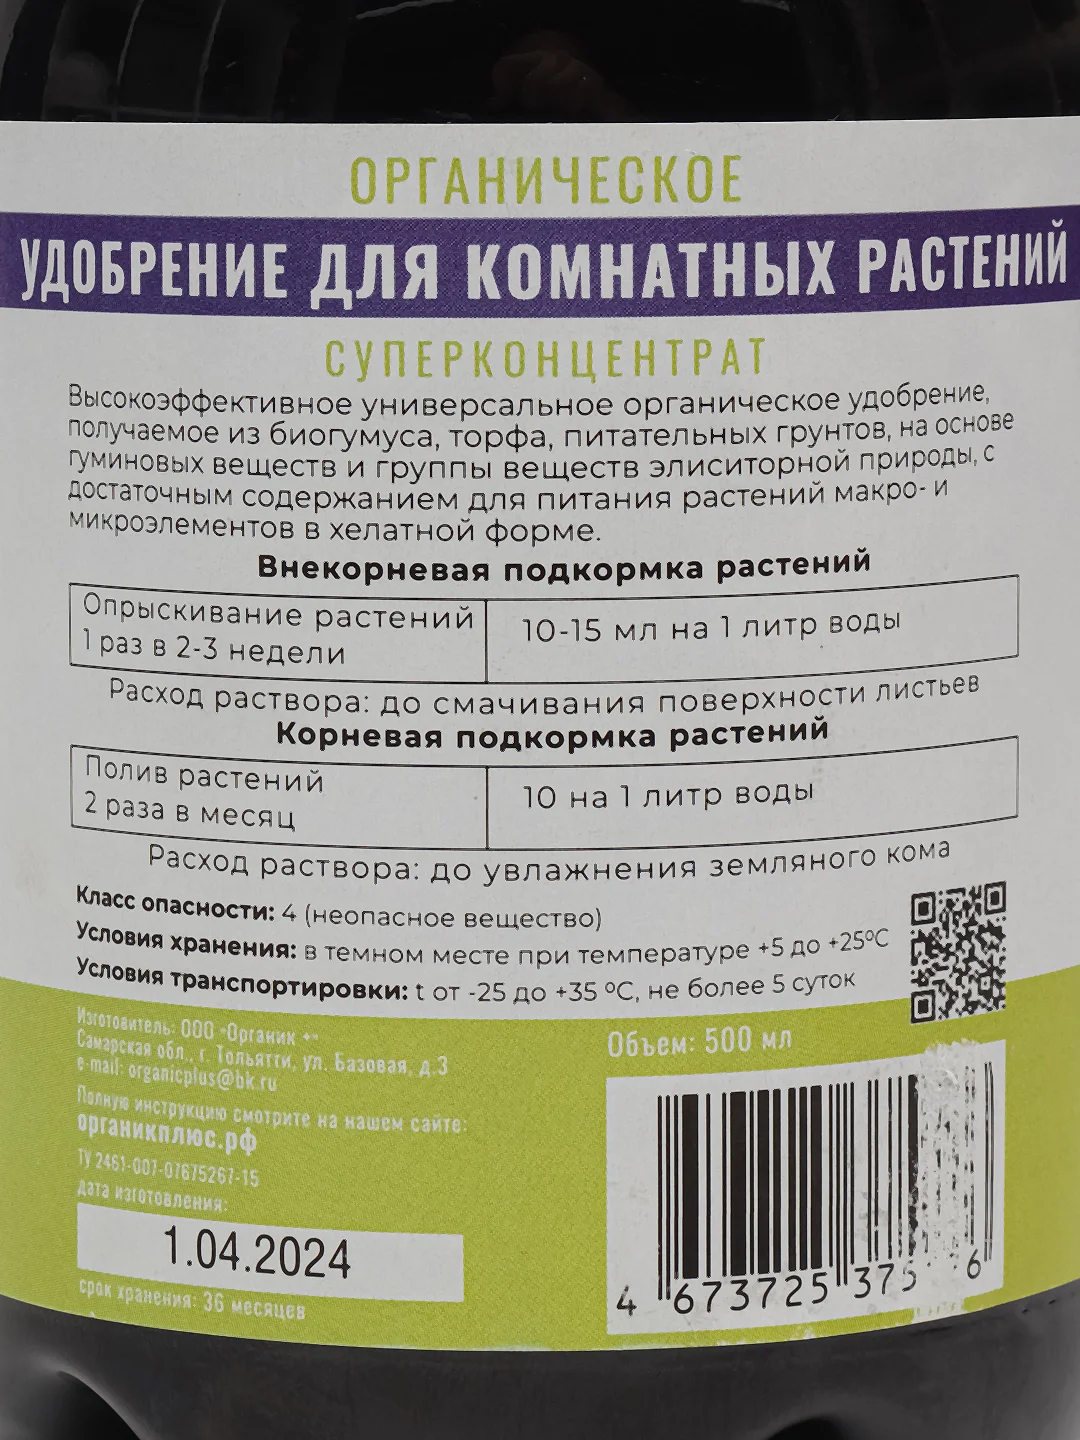 ОРГАНИЧЕСКОЕ
УДОБРЕНИЕ ДЛЯ КОМНАТНЫХ РАСТЕНИЙ
СУПЕРКОНЦЕНТРАТ
Высокоэффективное универсальное органическое удобрение,
получаемое из биогумуса, торфа, питательных грунтов, на основе
гуминовых веществ и группы веществ элиситорной природы, с
достаточным содержанием для питания растений макро- и
микроэлементов в хелатной форме.
Внекорневая подкормка растений
Опрыскивание растений
1 раз в 2-3 недели
10-15 мл на 1 литр воды
Расход раствора: до смачивания поверхности листьев
Корневая подкормка растений
Полив растений
2 раза в месяц
10 на 1 литр воды
Расход раствора: до увлажнения земляного кома
Класс опасности: 4 (неопасное вещество)
Условия хранения: в темном месте при температуре +5 до +25ºС
Условия транспортировки: t от -25 до +35 ºС, не более 5 суток
Изготовитель: ООО "Органик +"
Самарская обл., г. Тольятти, ул. Базовая, д.3
e-mail: organicplus@bk.ru
Полную инструкцию смотрите на нашем сайте:
органикплюс.рф
ТУ 2461-007-07675267-15
дата изготовления:
1.04.2024
срок хранения: 36 месяцев
Объем: 500 мл
4 673725 375 6